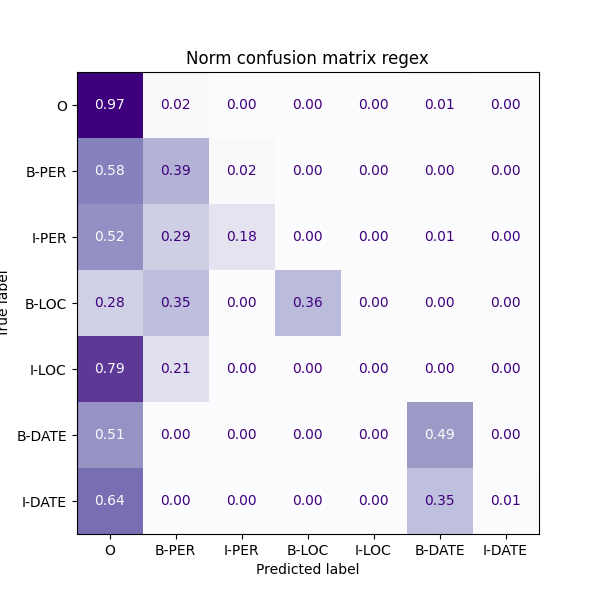 Norm confusion matrix regex
O 0.97 0.02 0.00 0.00 0.00 0.01 0.00
B-PER 0.58 0.39 0.02 0.00 0.00 0.00 0.00
I-PER 0.52 0.29 0.18 0.00 0.00 0.01 0.00
B-LOC 0.28 0.35 0.00 0.36 0.00 0.00 0.00
I-LOC 0.79 0.21 0.00 0.00 0.00 0.00 0.00
B-DATE 0.51 0.00 0.00 0.00 0.00 0.49 0.00
I-DATE 0.64 0.00 0.00 0.00 0.00 0.35 0.01
O B-PER I-PER B-LOC I-LOC B-DATE I-DATE
Predicted label
True label